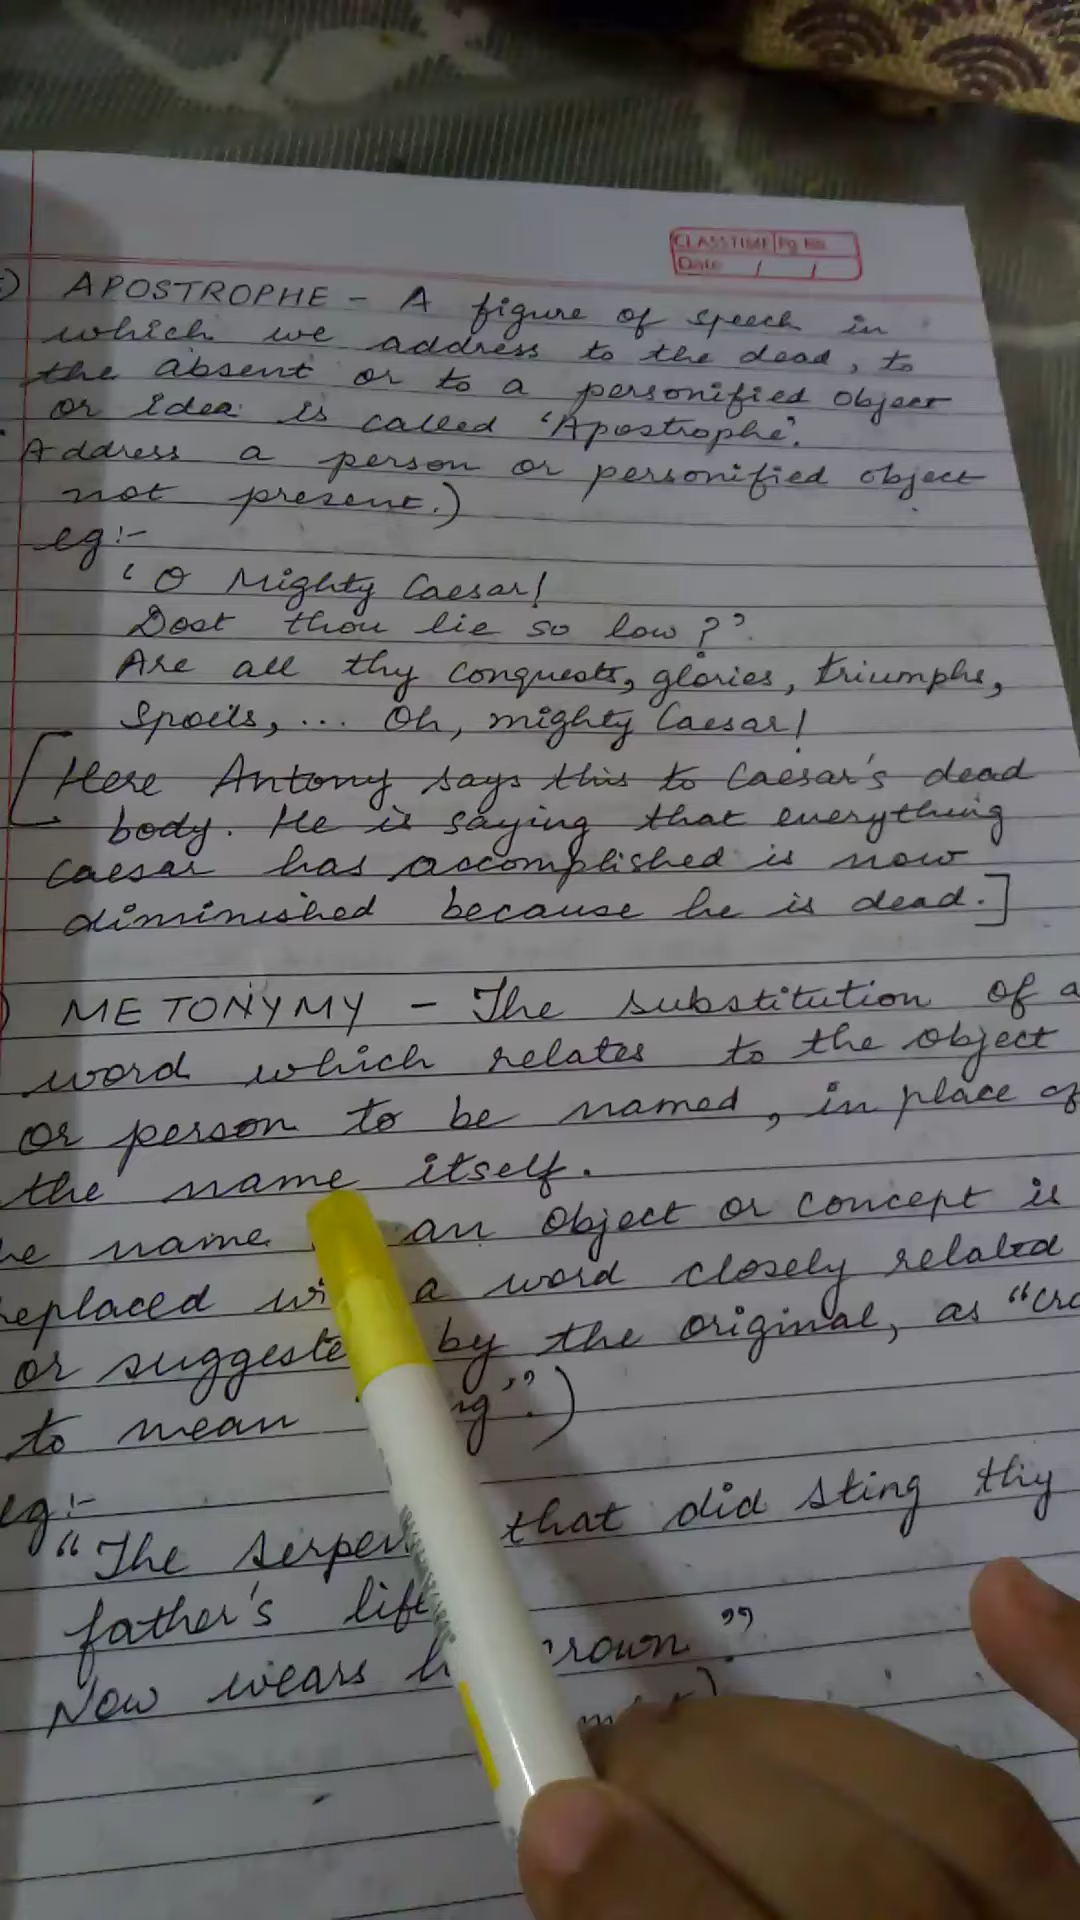 CLASSTIME Pg No.
Date / /
APOSTROPHE - A figure of speech in
which we address to the dead, to
the absent or to a personified object
or idea is called 'Apostrophe'.
Address a person or personified object
not present.)
eg:-
'O Mighty Caesar!
Dost thou lie so low?'
Are all thy conquests, glories, triumphs,
Spoils, ... Oh, mighty Caesar!
[Here Antony says this to Caesar's dead
body. He is saying that everything
Caesar has accomplished is now
diminished because he is dead.]
METONYMY - The substitution of a
word which relates to the object
or person to be named, in place of
the name itself.
name an object or concept is
replaced a word closely related
or by the original, as
to mean
eg:-
"The that did sting thy
father's
Now wears